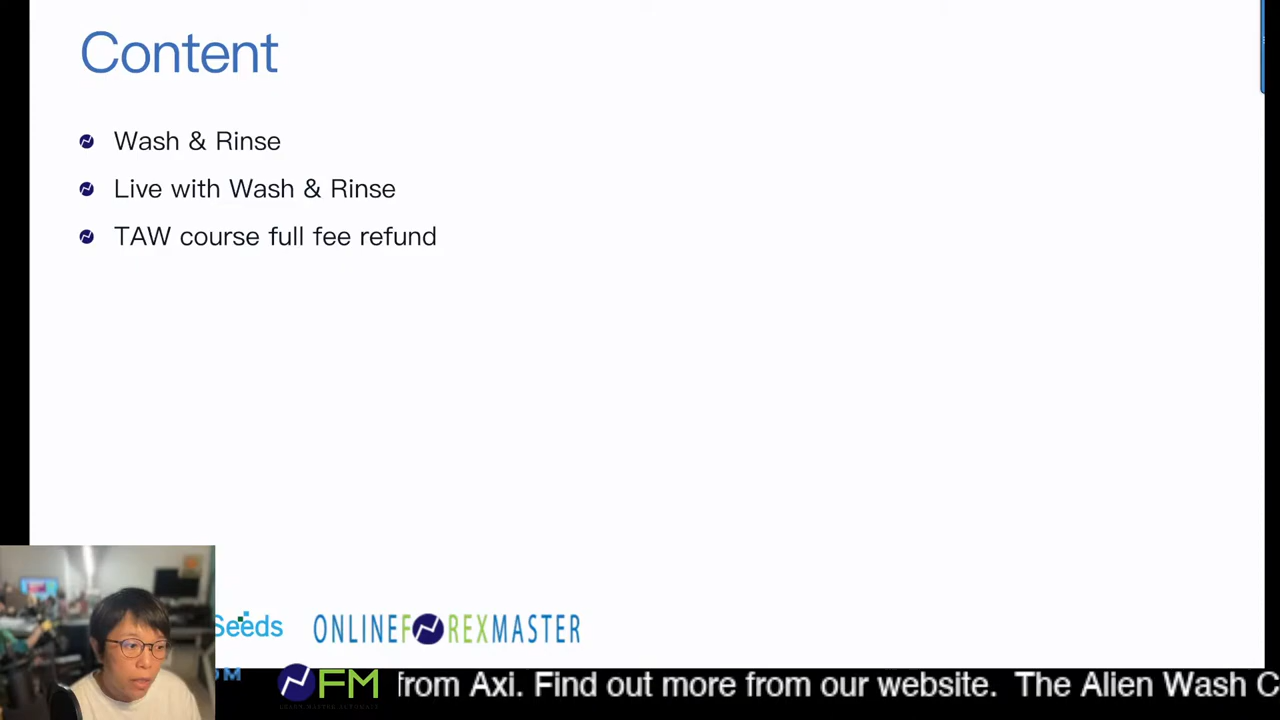 Content
Wash & Rinse
Live with Wash & Rinse
TAW course full fee refund
Seeds
ONLINEFOREXMASTER
FM
from Axi. Find out more from our website. The Alien Wash C